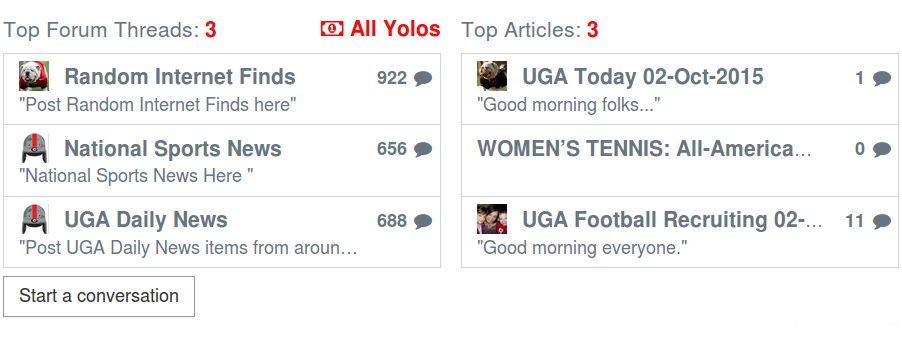 Top Forum Threads: 3
All Yolos
Random Internet Finds 922
"Post Random Internet Finds here"
National Sports News 656
"National Sports News Here "
UGA Daily News 688
"Post UGA Daily News items from aroun…
Start a conversation
Top Articles: 3
UGA Today 02-Oct-2015 1
"Good morning folks..."
WOMEN’S TENNIS: All-America… 0
UGA Football Recruiting 02-… 11
"Good morning everyone."